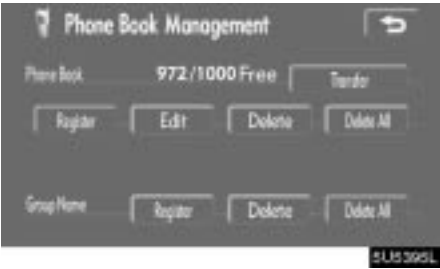 Phone Book Management
Phone Book 972/1000 Free Transfer
Register Edit Delete Delete All
Group Name Register Delete Delete All
5U5395L